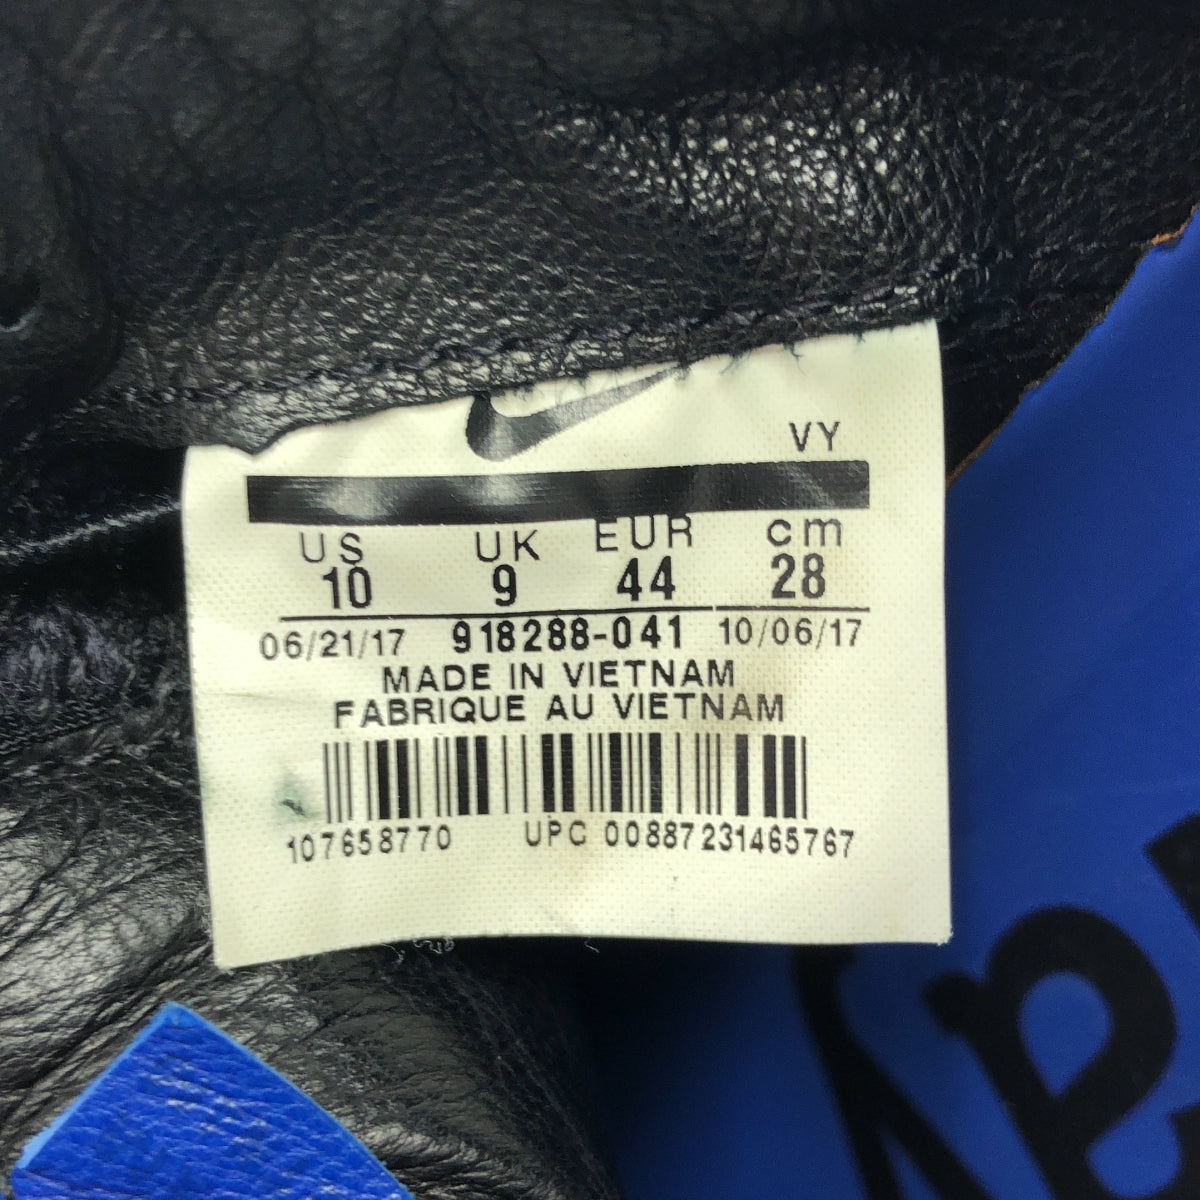 VY
US UK EUR cm
10 9 44 28
06/21/17 918288-041 10/06/17
MADE IN VIETNAM
FABRIQUE AU VIETNAM
107658770 UPC 00887231465767